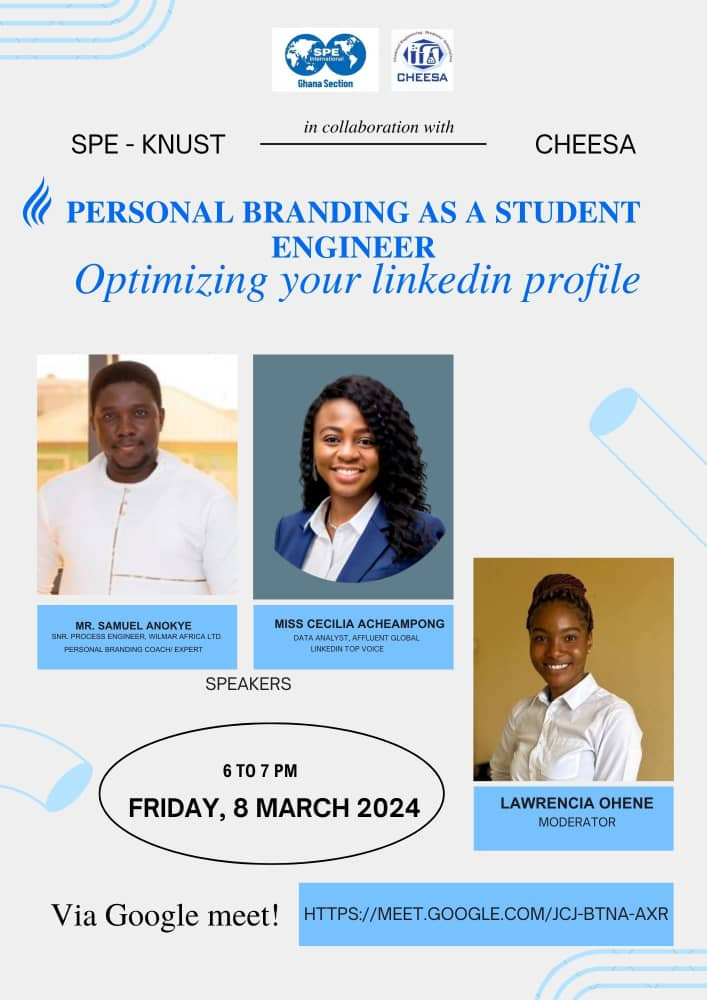 SPE
International
Ghana Section
CHEESA
SPE - KNUST
in collaboration with
CHEESA
PERSONAL BRANDING AS A STUDENT
ENGINEER
Optimizing your linkedin profile
MR. SAMUEL ANOKYE
SNR. PROCESS ENGINEER, WILMAR AFRICA LTD.
PERSONAL BRANDING COACH/ EXPERT
MISS CECILIA ACHEAMPONG
DATA ANALYST, AFFLUENT GLOBAL
LINKEDIN TOP VOICE
SPEAKERS
LAWRENCIA OHENE
MODERATOR
6 TO 7 PM
FRIDAY, 8 MARCH 2024
Via Google meet!
HTTPS://MEET.GOOGLE.COM/JCJ-BTNA-AXR